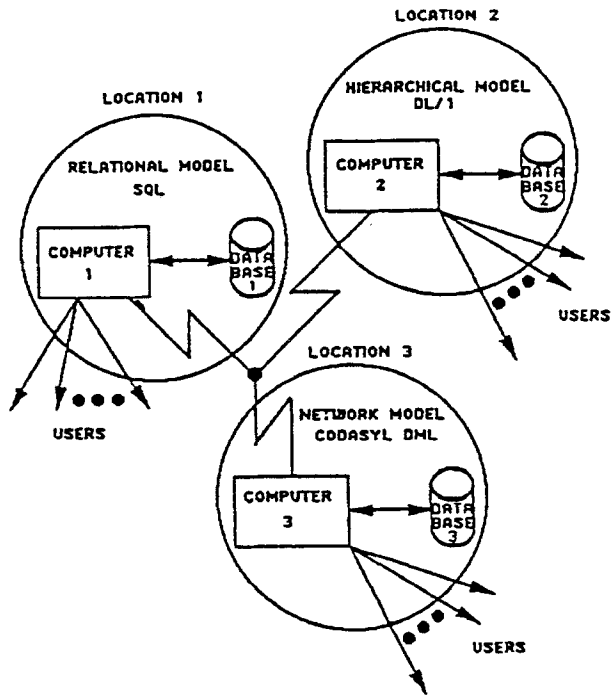 LOCATION 1
RELATIONAL MODEL
SQL
COMPUTER
1
DATA
BASE
1
USERS
LOCATION 2
HIERARCHICAL MODEL
DL/1
COMPUTER
2
DATA
BASE
2
USERS
LOCATION 3
NETWORK MODEL
CODASYL DML
COMPUTER
3
DATA
BASE
3
USERS